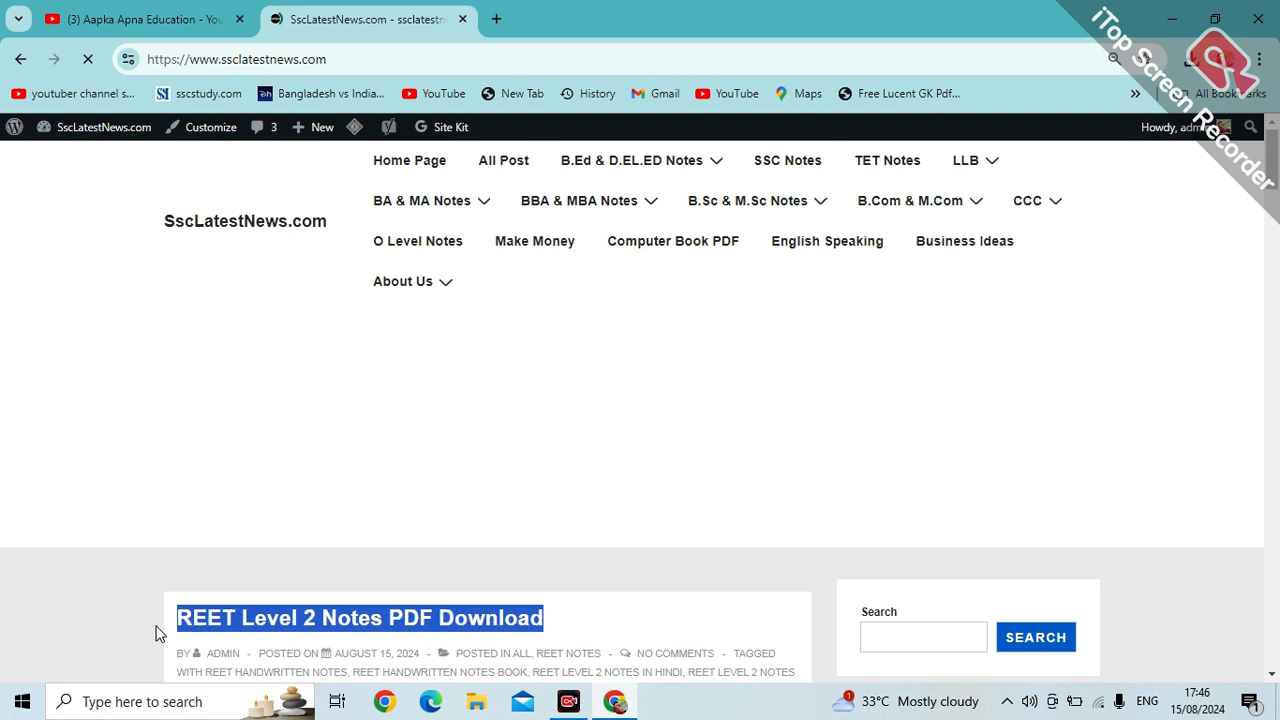 (3) Aapka Apna Education - You
SscLatestNews.com - ssclatestn
https://www.ssclatestnews.com
youtuber channel s...
sscstudy.com
Bangladesh vs India...
YouTube
New Tab
History
Gmail
YouTube
Maps
Free Lucent GK Pdf...
»
All Bookmarks
iTop Screen Recorder
SscLatestNews.com
Customize
3
New
Site Kit
Howdy, admin
Home Page All Post B.Ed & D.EL.ED Notes SSC Notes TET Notes LLB
BA & MA Notes BBA & MBA Notes B.Sc & M.Sc Notes B.Com & M.Com CCC
SscLatestNews.com
O Level Notes Make Money Computer Book PDF English Speaking Business Ideas
About Us
REET Level 2 Notes PDF Download
BY ADMIN - POSTED ON AUGUST 15, 2024 - POSTED IN ALL, REET NOTES - NO COMMENTS - TAGGED
WITH REET HANDWRITTEN NOTES, REET HANDWRITTEN NOTES BOOK, REET LEVEL 2 NOTES IN HINDI, REET LEVEL 2 NOTES
Search
SEARCH
Type here to search
1
33°C Mostly cloudy
ENG
17:46
15/08/2024
1